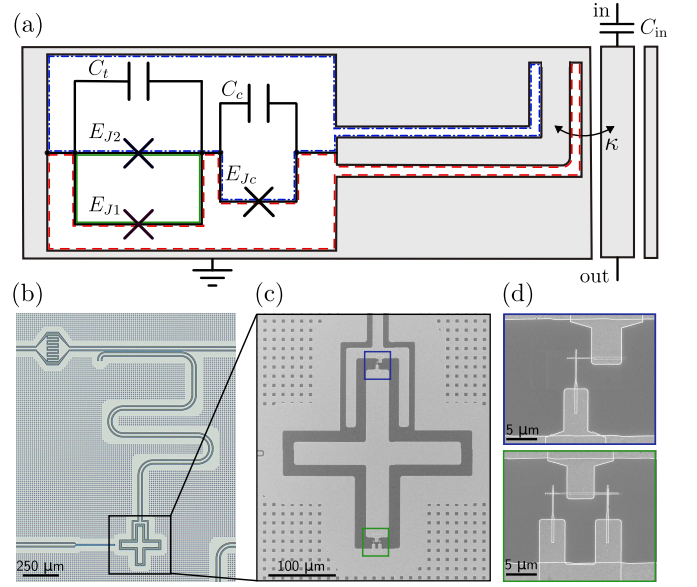 (a)
in
C_in
C_t
C_c
E_J2
E_Jc
κ
E_J1
out
(b)
(c)
(d)
5 μm
250 μm
100 μm
5 μm